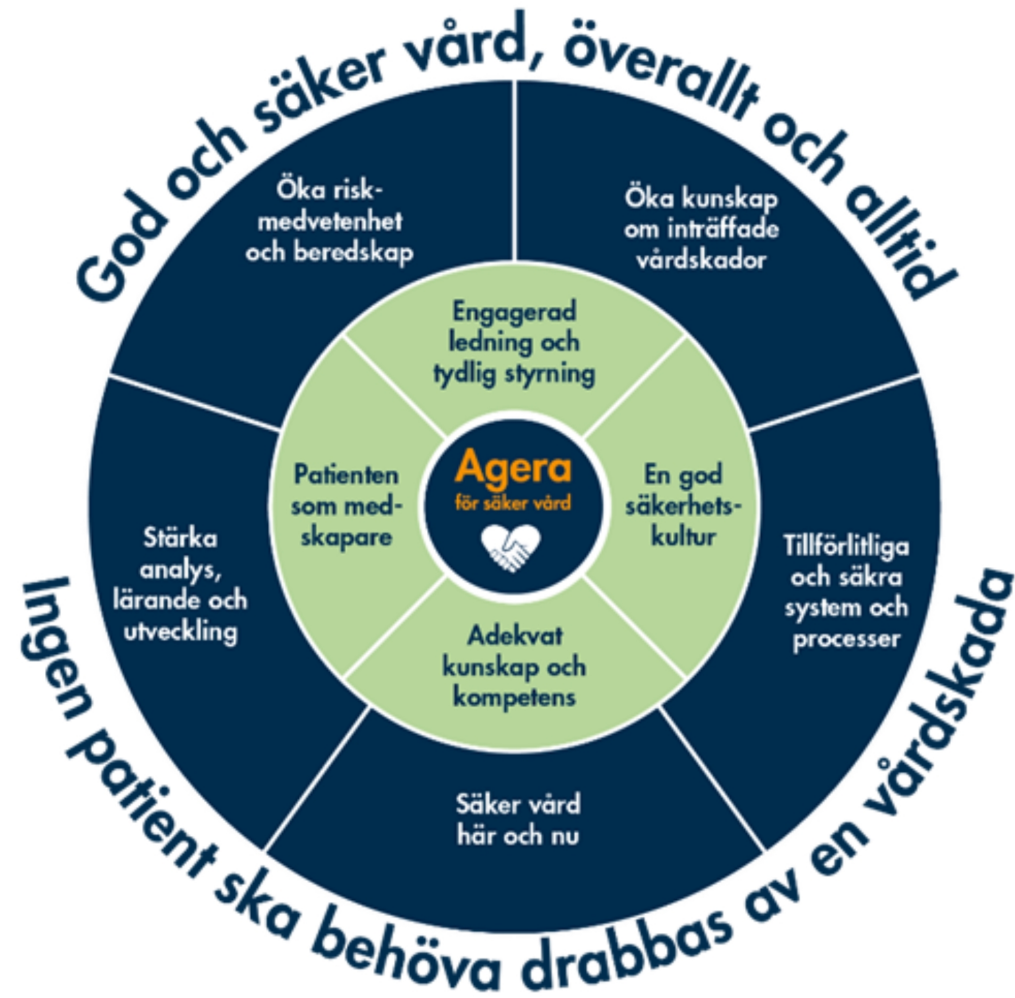 God och säker vård, överallt och alltid
Öka risk-
medvetenhet
och beredskap
Öka kunskap
om inträffade
vårdskador
Engagerad
ledning och
tydlig styrning
Patienten
som med-
skapare
Agera
för säker vård
En god
säkerhets-
kultur
Stärka
analys,
lärande och
utveckling
Tillförlitliga
och säkra
system och
processer
Adekvat
kunskap och
kompetens
Säker vård
här och nu
Ingen patient ska behöva drabbas av en vårdskada